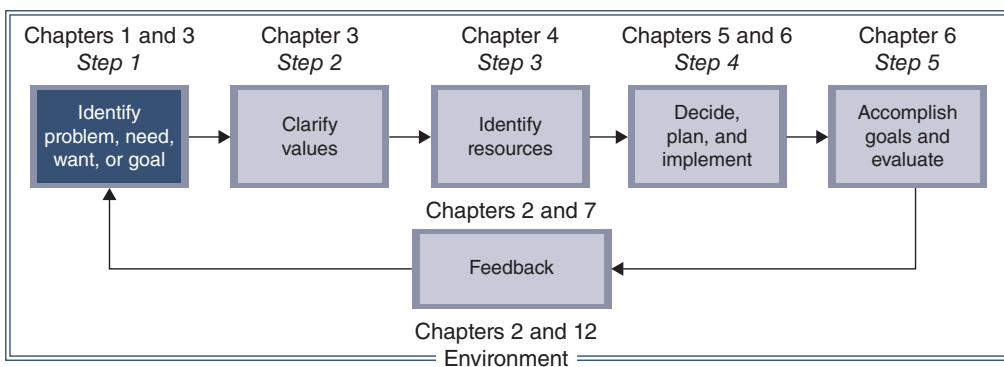 Chapters 1 and 3
Step 1
Chapter 3
Step 2
Chapter 4
Step 3
Chapters 5 and 6
Step 4
Chapter 6
Step 5
Identify
problem, need,
want, or goal
Clarify
values
Identify
resources
Decide,
plan, and
implement
Accomplish
goals and
evaluate
Chapters 2 and 7
Feedback
Chapters 2 and 12
Environment